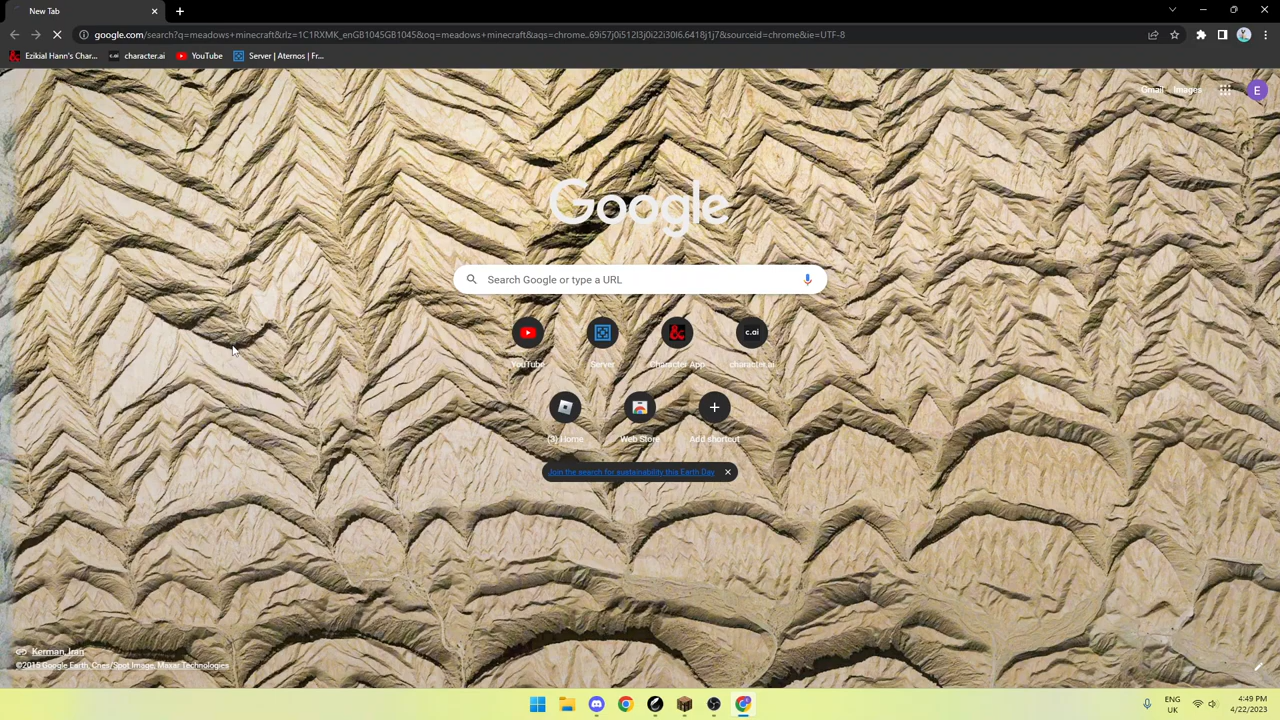 New Tab
google.com/search?q=meadows+minecraft&rlz=1C1RXMK_enGB1045GB1045&oq=meadows+minecraft&aqs=chrome..69i57j0i512l3j0i22i30l6.6418j1j7&sourceid=chrome&ie=UTF-8
Ezikial Hann's Char...
character.ai
YouTube
Server | Aternos | Fr...
Gmail Images
E
Google
Search Google or type a URL
c.ai
YouTube
Server
Character App
character.ai
(3) Home
Web Store
Add shortcut
Join the search for sustainability this Earth Day
Kerman, Iran
©2015 Google Earth, Cnes/Spot Image, Maxar Technologies
ENG
UK
4:49 PM
4/22/2023